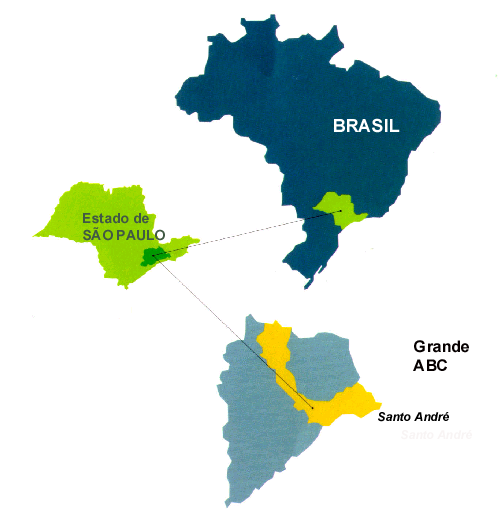 BRASIL
Estado de
SÃO PAULO
Grande
ABC
Santo André
Santo André